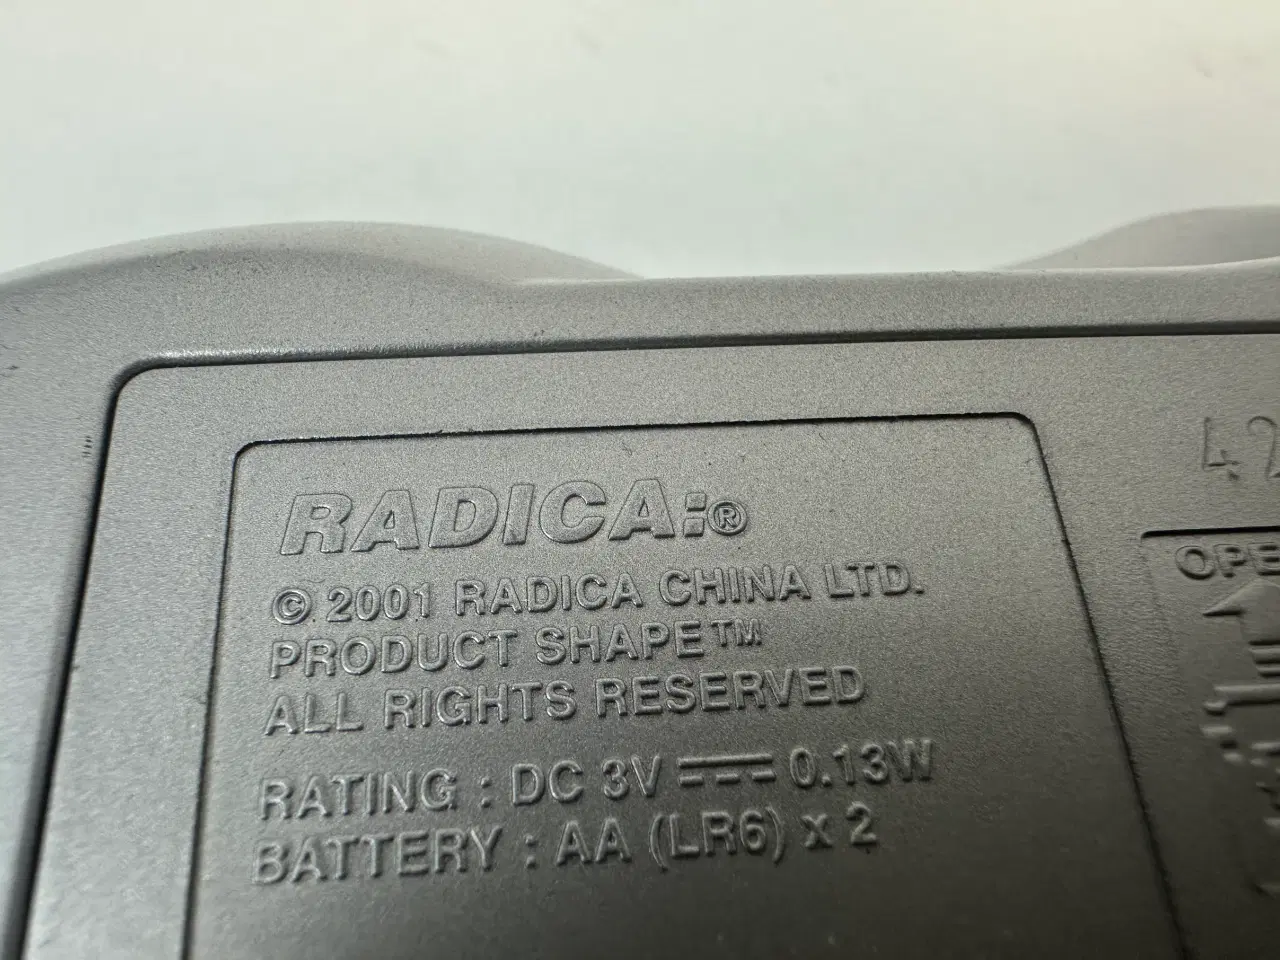 RADICA:®
© 2001 RADICA CHINA LTD.
PRODUCT SHAPE™
ALL RIGHTS RESERVED
RATING : DC 3V ⎓ 0.13W
BATTERY : AA (LR6) x 2